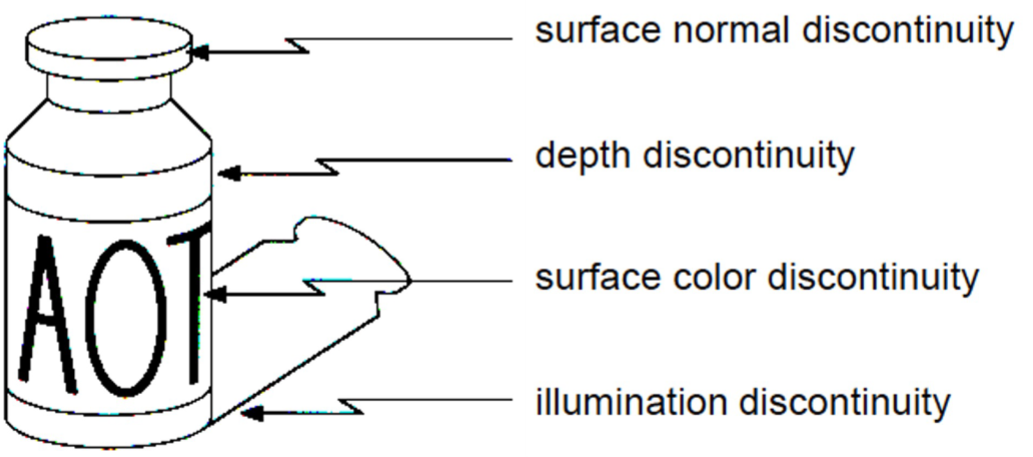 surface normal discontinuity
depth discontinuity
AOT
surface color discontinuity
illumination discontinuity